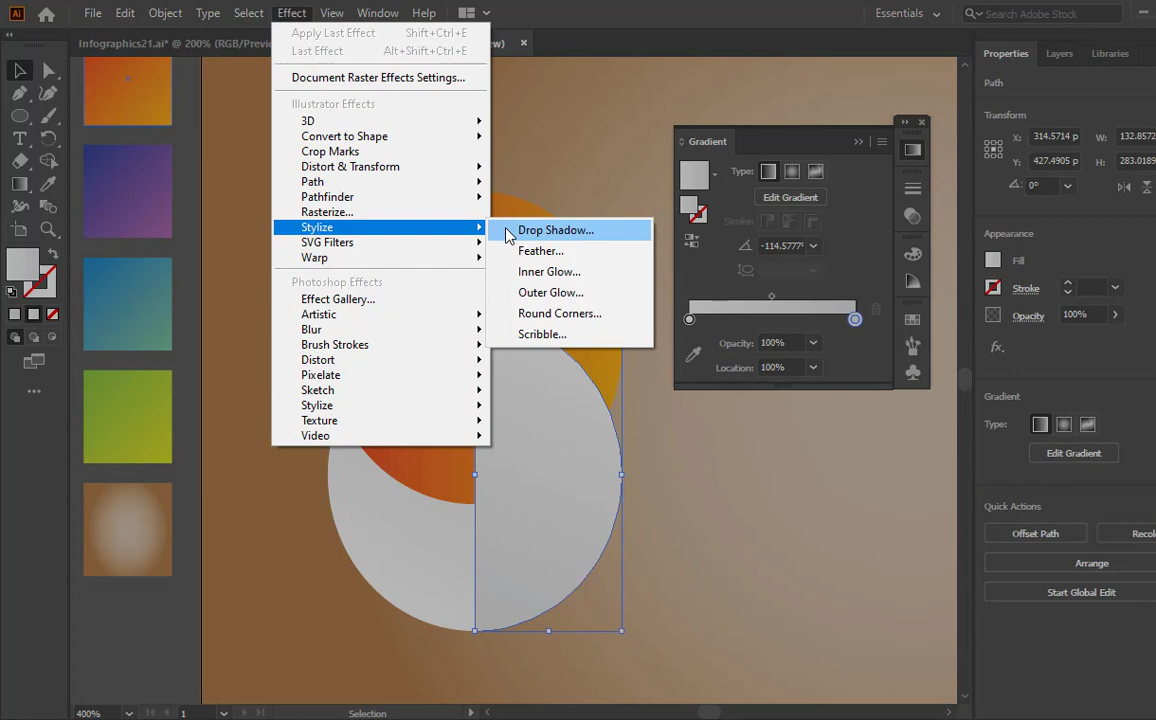 Ai
File Edit Object Type Select Effect View Window Help
Essentials
Search Adobe Stock
Infographics21.ai* @ 200% (RGB/Previe
w)
Apply Last Effect Shift+Ctrl+E
Last Effect Alt+Shift+Ctrl+E
Document Raster Effects Settings...
Illustrator Effects
3D
Convert to Shape
Crop Marks
Distort & Transform
Path
Pathfinder
Rasterize...
Stylize
SVG Filters
Warp
Photoshop Effects
Effect Gallery...
Artistic
Blur
Brush Strokes
Distort
Pixelate
Sketch
Stylize
Texture
Video
Drop Shadow...
Feather...
Inner Glow...
Outer Glow...
Round Corners...
Scribble...
Gradient
Type:
Edit Gradient
Stroke:
-114.5777°
Opacity: 100%
Location: 100%
Properties Layers Libraries
Path
Transform
X: 314.5714 p W: 132.8572
Y: 427.4905 p H: 283.0189
0°
Appearance
Fill
Stroke
Opacity 100%
fx.
Gradient
Type:
Edit Gradient
Quick Actions
Offset Path Recol
Arrange
Start Global Edit
400% 1 Selection